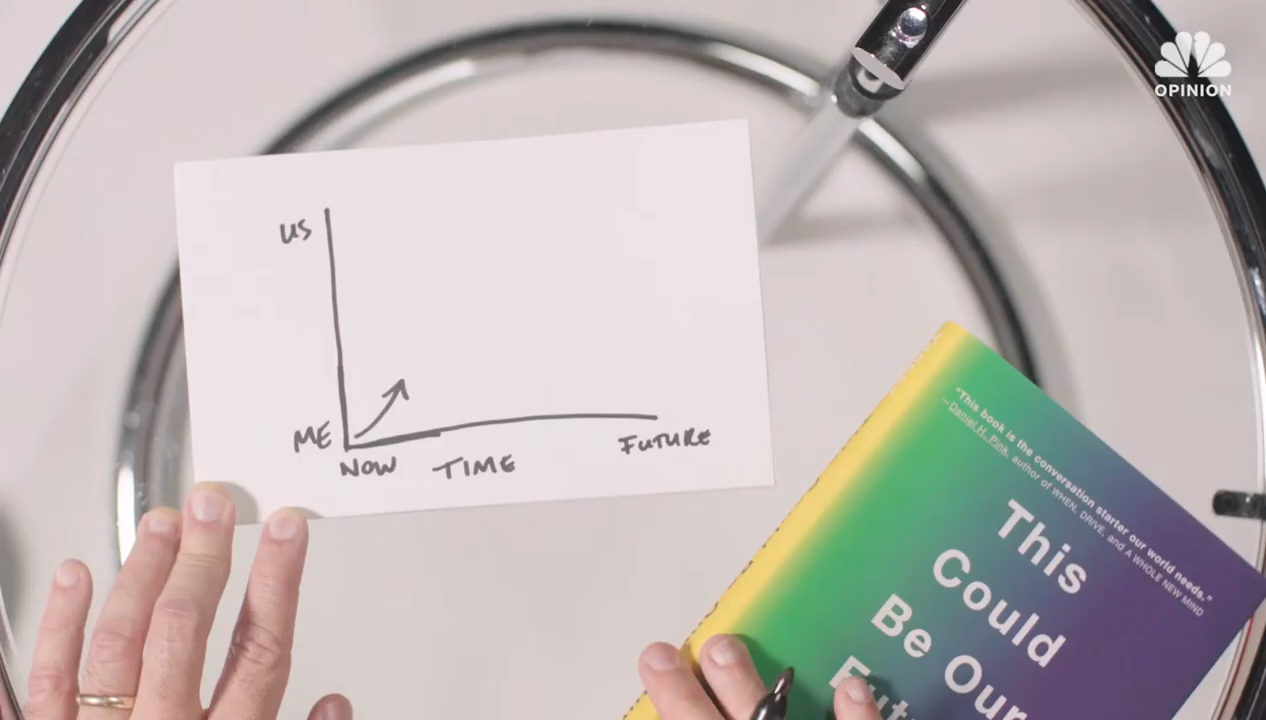 OPINION
US
ME
NOW TIME FUTURE
"This book is the conversation starter our world needs."
—Daniel H. Pink, author of WHEN, DRIVE, and A WHOLE NEW MIND
This
Could
Be Our